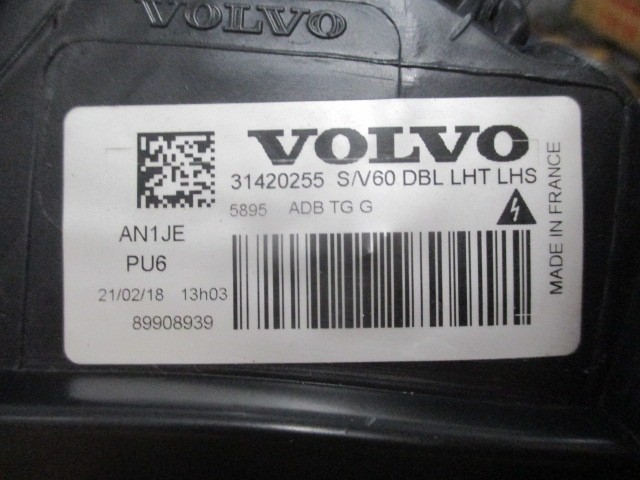 VOLVO
VOLVO
31420255 S/V60 DBL LHT LHS
5895 ADB TG G
AN1JE
PU6
21/02/18 13h03
89908939
MADE IN FRANCE